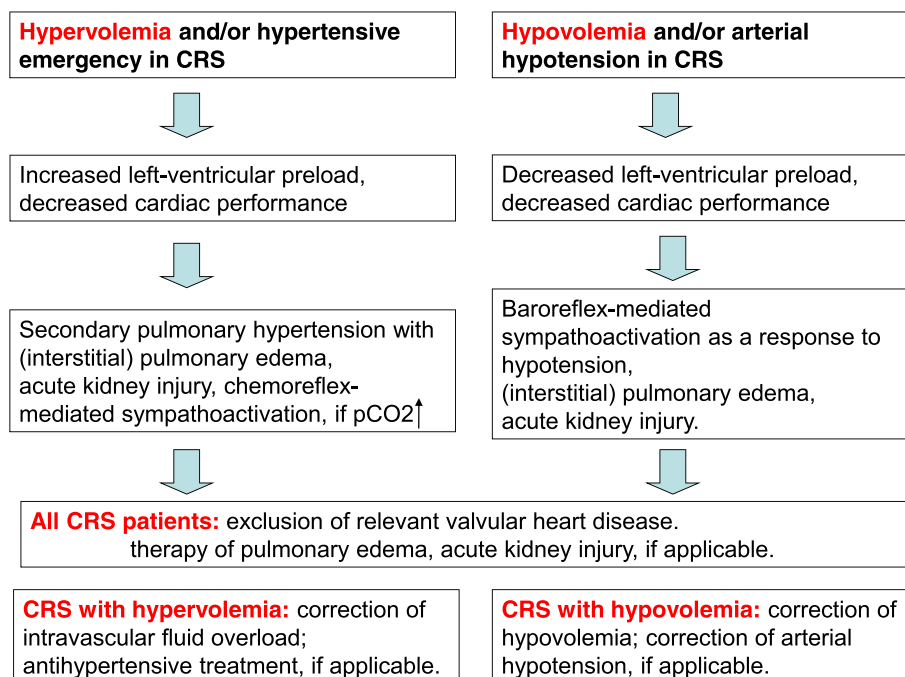 Hypervolemia and/or hypertensive
emergency in CRS
Hypovolemia and/or arterial
hypotension in CRS
Increased left-ventricular preload,
decreased cardiac performance
Decreased left-ventricular preload,
decreased cardiac performance
Secondary pulmonary hypertension with
(interstitial) pulmonary edema,
acute kidney injury, chemoreflex-
mediated sympathoactivation, if pCO2↑
Baroreflex-mediated
sympathoactivation as a response to
hypotension,
(interstitial) pulmonary edema,
acute kidney injury.
All CRS patients: exclusion of relevant valvular heart disease.
therapy of pulmonary edema, acute kidney injury, if applicable.
CRS with hypervolemia: correction of
intravascular fluid overload;
antihypertensive treatment, if applicable.
CRS with hypovolemia: correction of
hypovolemia; correction of arterial
hypotension, if applicable.